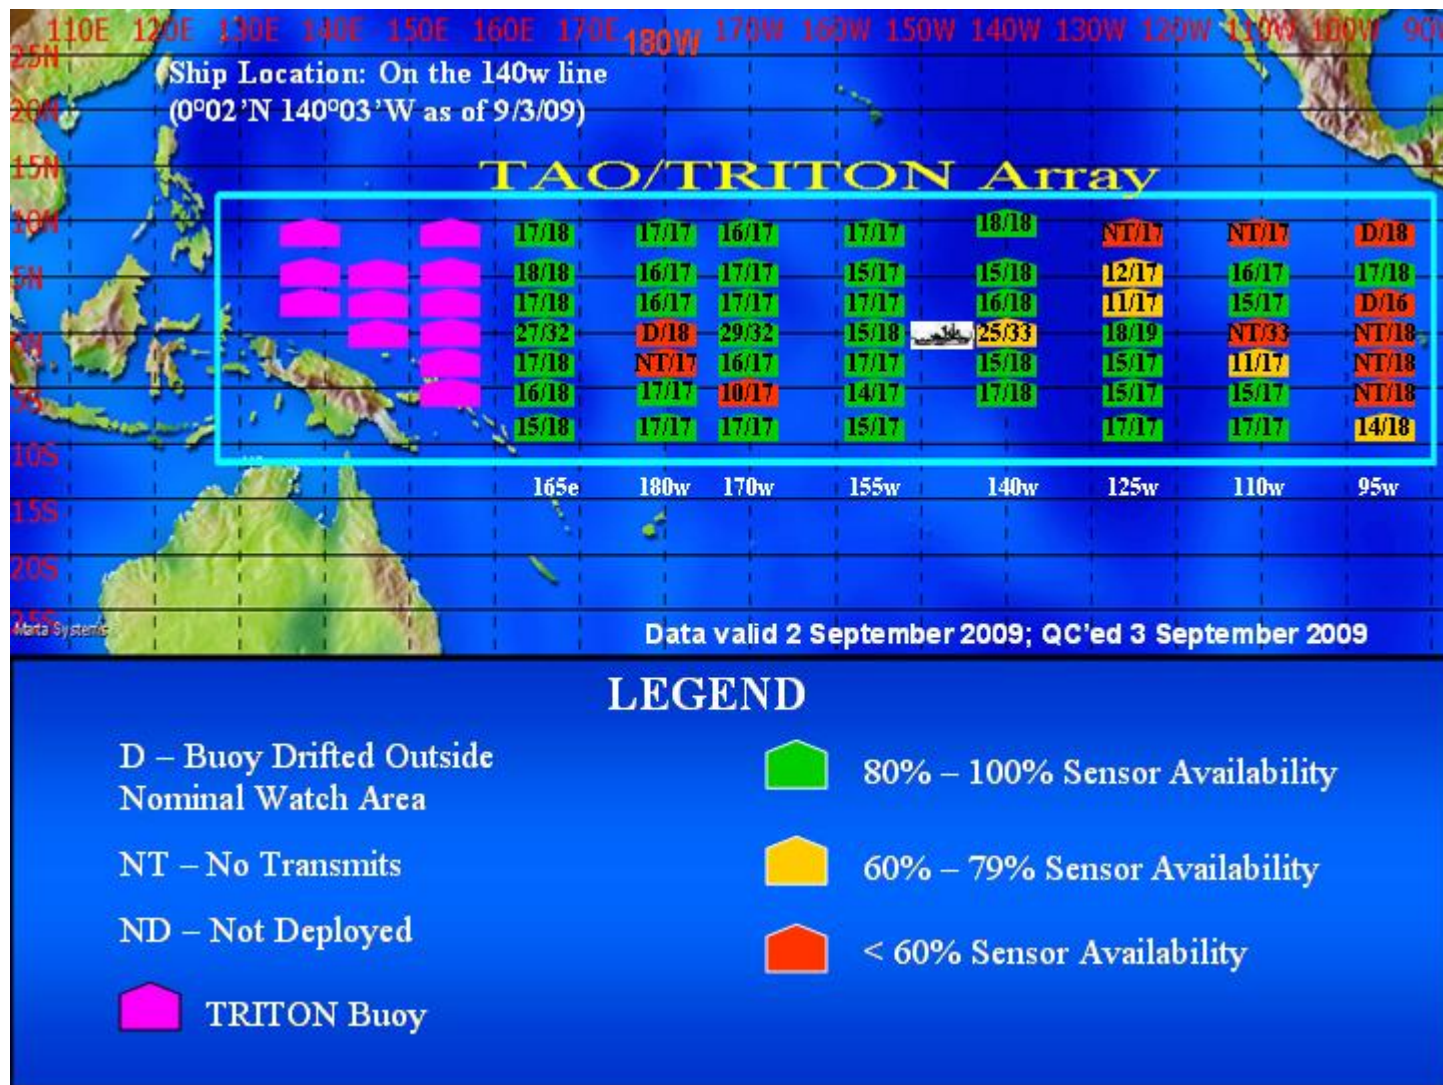 110E 120E 130E 140E 150E 160E 170E 180W 170W 160W 150W 140W 130W 120W 110W 100W 90
25N
Ship Location: On the 140w line
(0°02'N 140°03'W as of 9/3/09)
20N
15N
TAO/TRITON Array
10N
17/18 17/17 16/17 17/17 18/18 NT/17 NT/17 D/18
5N
18/18 16/17 17/17 15/17 15/18 12/17 16/17 17/18
17/18 16/17 17/17 17/17 16/18 11/17 15/17 D/16
27/32 D/18 29/32 15/18 25/33 18/19 NT/33 NT/18
17/18 NT/17 16/17 17/17 15/18 15/17 11/17 NT/18
5S
16/18 17/17 10/17 14/17 17/18 15/17 15/17 NT/18
15/18 17/17 17/17 15/17 17/17 17/17 14/18
10S
165e 180w 170w 155w 140w 125w 110w 95w
15S
20S
25S
Data valid 2 September 2009; QC'ed 3 September 2009
LEGEND
D – Buoy Drifted Outside
Nominal Watch Area
NT – No Transmits
ND – Not Deployed
TRITON Buoy
80% – 100% Sensor Availability
60% – 79% Sensor Availability
< 60% Sensor Availability